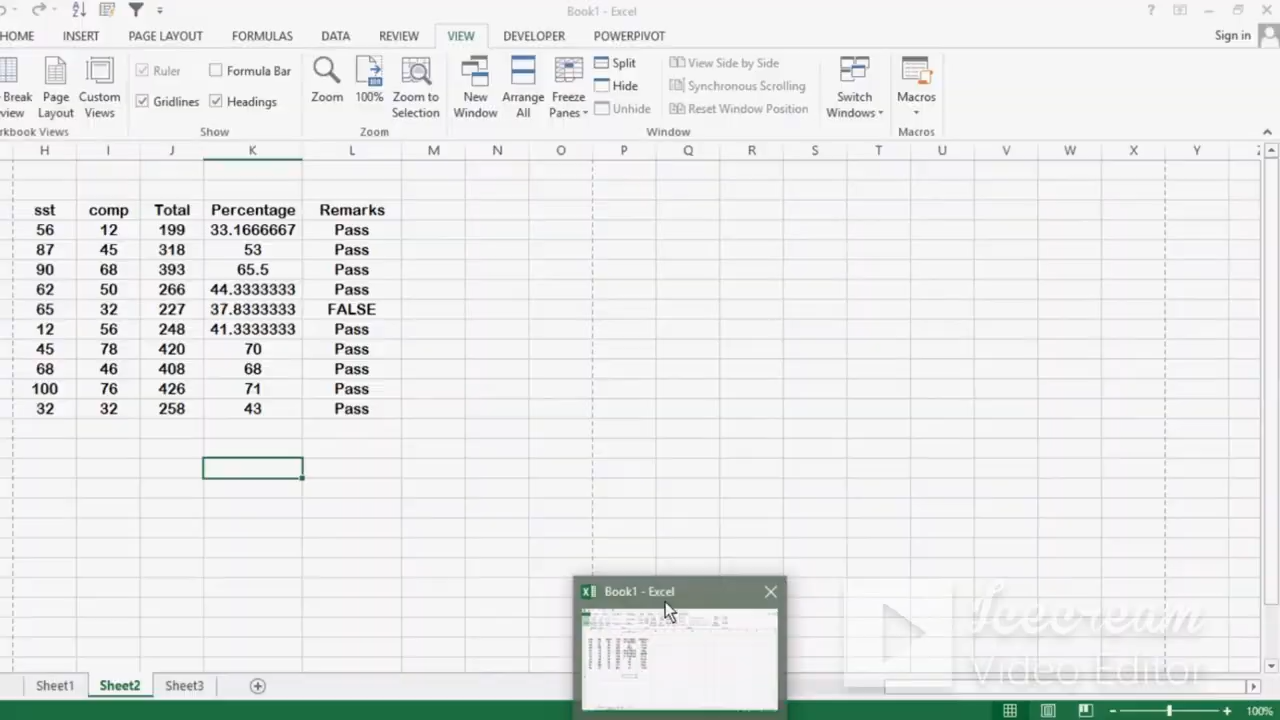 Book1 - Excel
?
HOME INSERT PAGE LAYOUT FORMULAS DATA REVIEW VIEW DEVELOPER POWERPIVOT Sign in
Ruler Formula Bar
Gridlines Headings
Show
Break
Page Layout
Custom Views
Zoom
100%
Zoom to Selection
Zoom
New Window
Arrange All
Freeze Panes
Split
Hide
Unhide
View Side by Side
Synchronous Scrolling
Reset Window Position
Window
Switch Windows
Macros
Macros
H I J K L M N O P Q R S T U V W X Y
sst comp Total Percentage Remarks
56 12 199 33.1666667 Pass
87 45 318 53 Pass
90 68 393 65.5 Pass
62 50 266 44.3333333 Pass
65 32 227 37.8333333 FALSE
12 56 248 41.3333333 Pass
45 78 420 70 Pass
68 46 408 68 Pass
100 76 426 71 Pass
32 32 258 43 Pass
Book1 - Excel
Icecream
Video Editor
Sheet1 Sheet2 Sheet3
100%